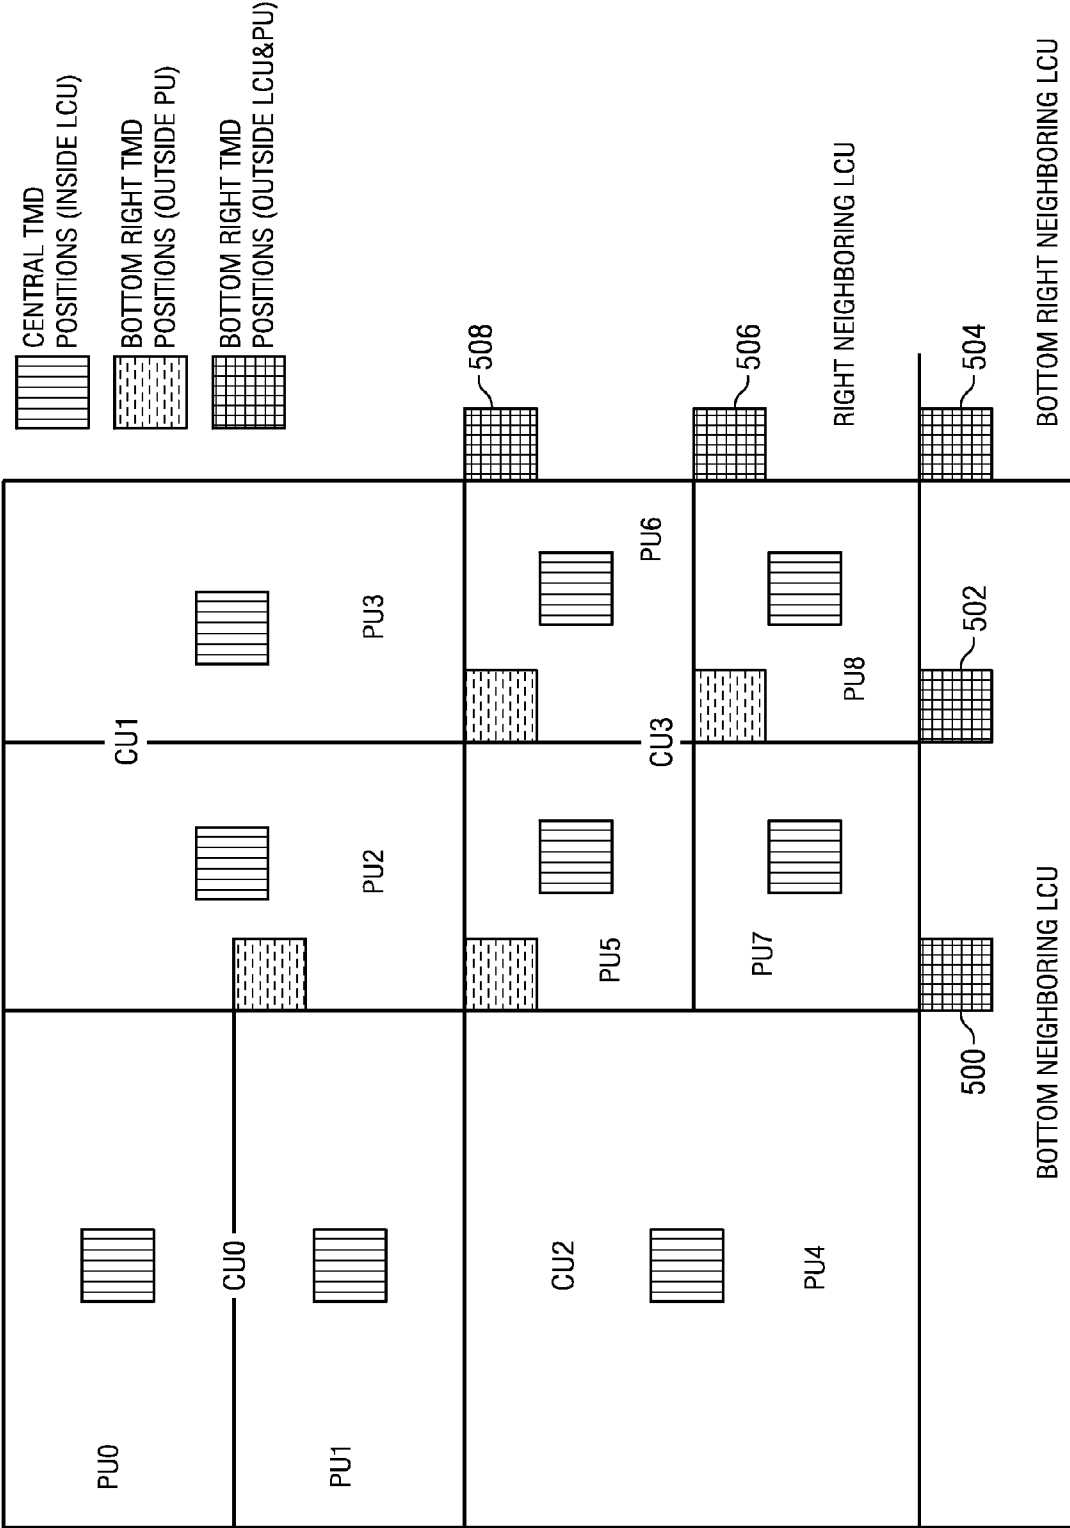 CENTRAL TMD
POSITIONS (INSIDE LCU)
BOTTOM RIGHT TMD
POSITIONS (OUTSIDE PU)
BOTTOM RIGHT TMD
POSITIONS (OUTSIDE LCU&PU)
PU0
CU0
PU1
CU1
PU2
PU3
CU2
PU4
CU3
PU5
PU6
PU7
PU8
508
506
504
502
500
RIGHT NEIGHBORING LCU
BOTTOM NEIGHBORING LCU
BOTTOM RIGHT NEIGHBORING LCU